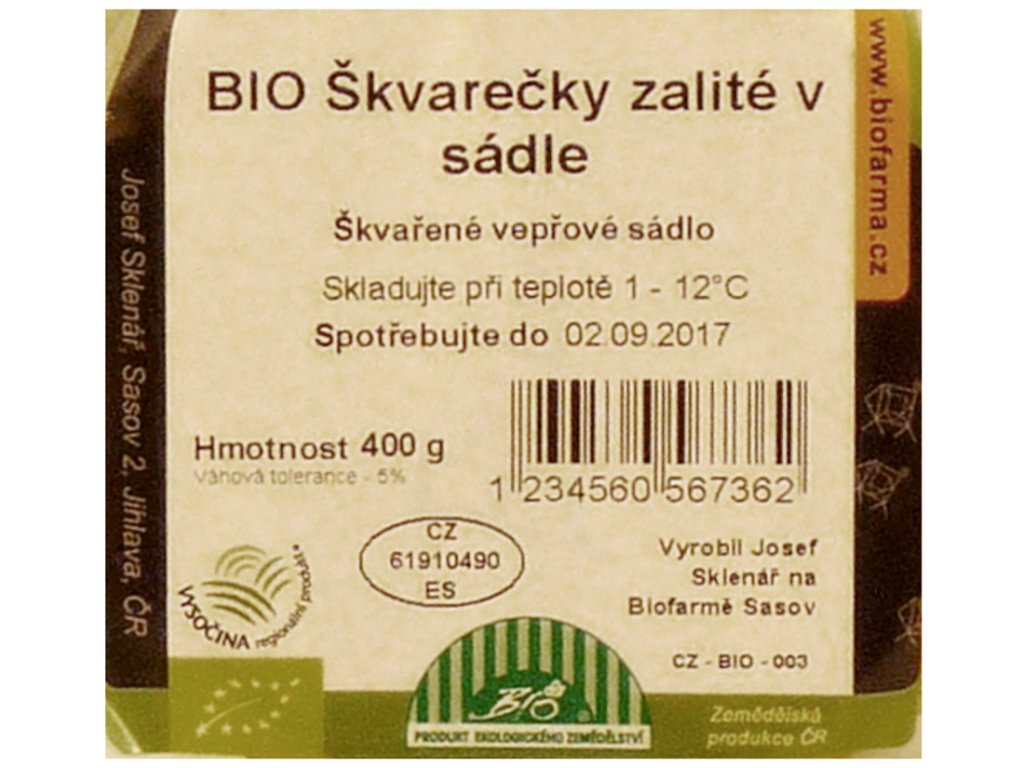 BIO Škvarečky zalité v
sádle
Škvařené vepřové sádlo
Skladujte při teplotě 1 - 12°C
Spotřebujte do 02.09.2017
Hmotnost 400 g
Váhová tolerance - 5%
1 234560 567362
CZ
61910490
ES
Vyrobil Josef
Sklenář na
Biofarmě Sasov
CZ - BIO - 003
VYSOČINA regionální produkt
BIO
PRODUKT EKOLOGICKÉHO ZEMĚDĚLSTVÍ
Zemědělská
produkce ČR
Josef Sklenář, Sasov 2, Jihlava, ČR
www.biofarma.cz